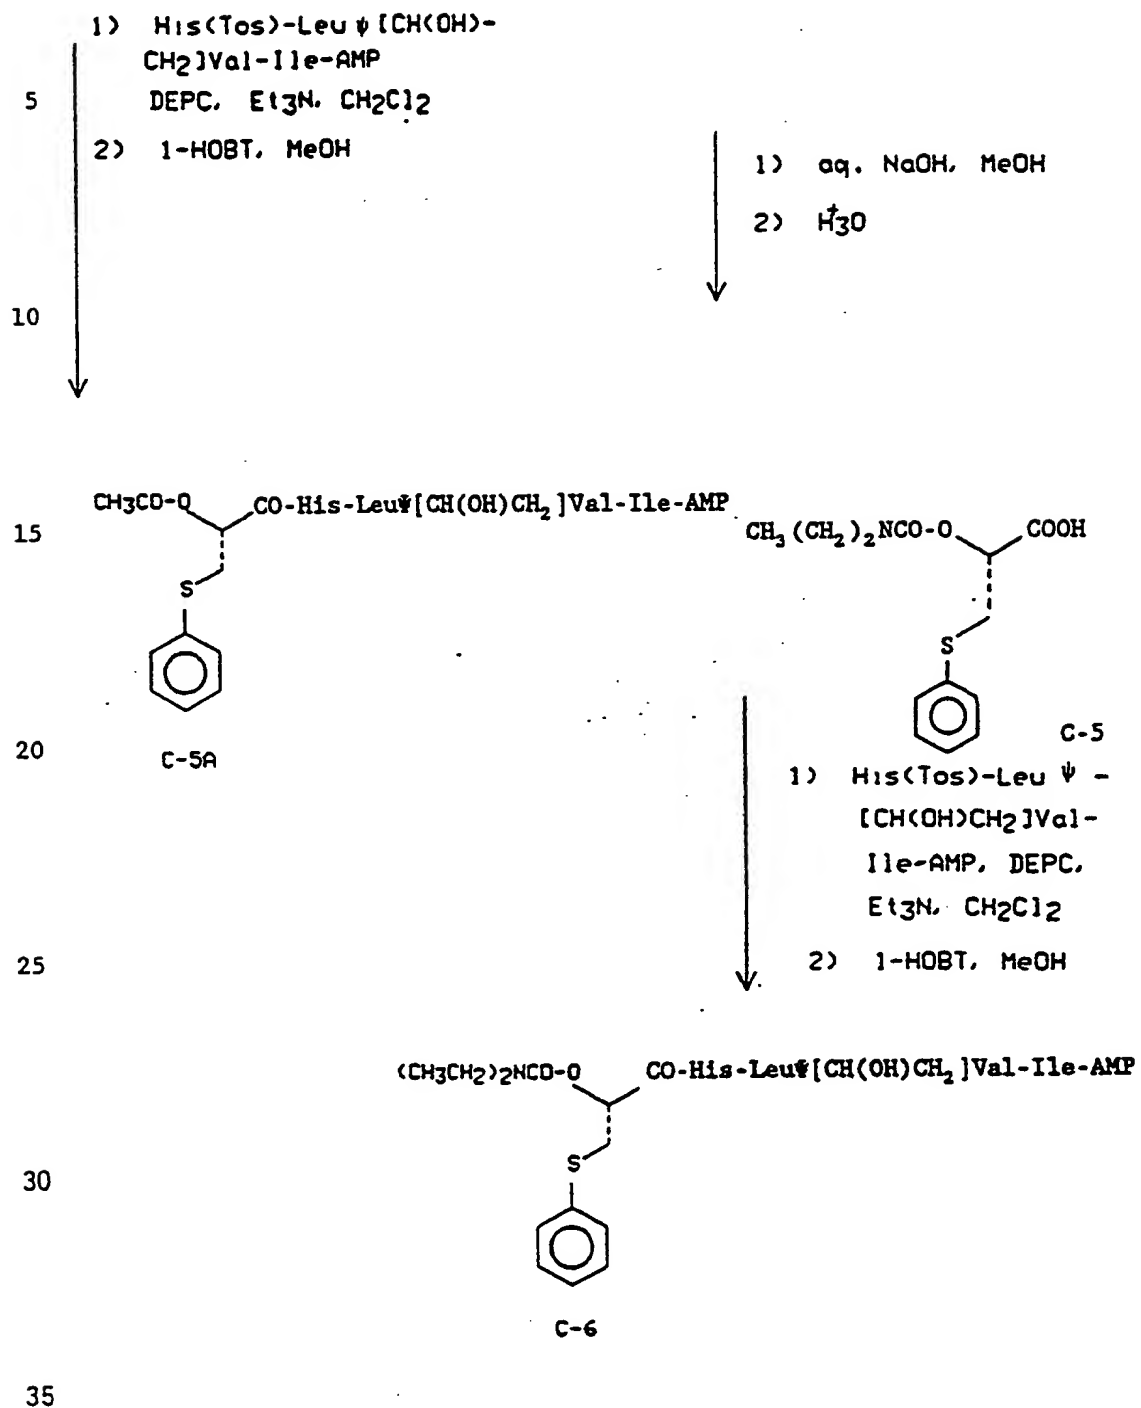 1) His(Tos)-Leu ψ [CH(OH)-
CH2]Val-Ile-AMP
5
DEPC, Et3N, CH2Cl2
2) 1-HOBT, MeOH
1) aq. NaOH, MeOH
2) H3+O
10
CH3CO-O
CO-His-LeuΨ[CH(OH)CH2]Val-Ile-AMP
15
CH3(CH2)2NCO-O
COOH
S
S
C-5
20
C-5A
1) His(Tos)-Leu Ψ -
[CH(OH)CH2]Val-
Ile-AMP, DEPC,
Et3N, CH2Cl2
25
2) 1-HOBT, MeOH
(CH3CH2)2NCO-O
CO-His-LeuΨ[CH(OH)CH2]Val-Ile-AMP
S
30
C-6
35